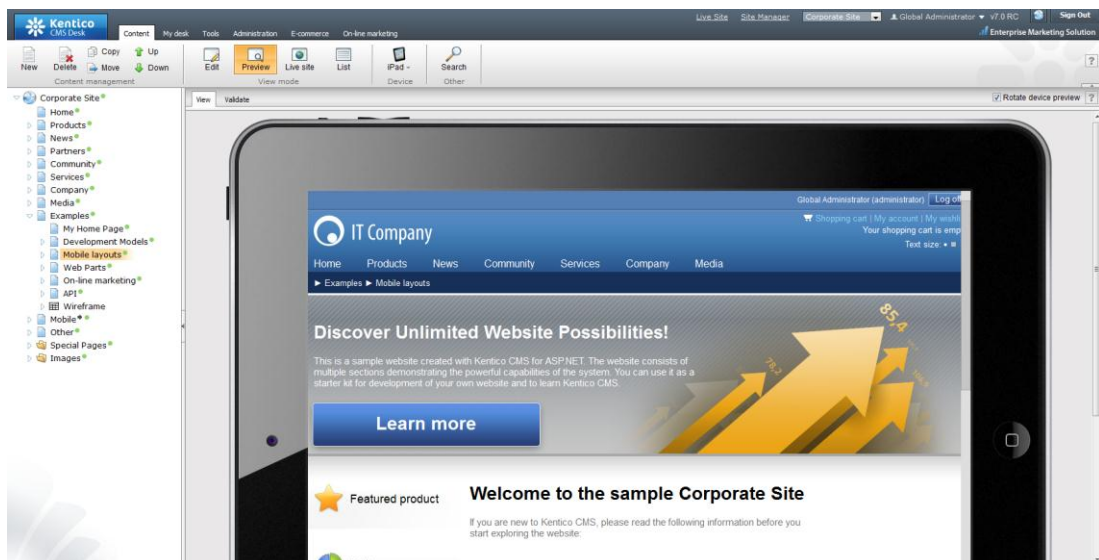 Kentico
CMS Desk
Content My desk Tools Administration E-commerce On-line marketing
Live Site Site Manager Corporate Site Global Administrator v7.0 RC Sign Out
Enterprise Marketing Solution
New Delete Copy Move Up Down
Content management
Edit Preview Live site List
View mode
iPad
Device
Search
Other
?
Corporate Site
Home
Products
News
Partners
Community
Services
Company
Media
Examples
My Home Page
Development Models
Mobile layouts
Web Parts
On-line marketing
API
Wireframe
Mobile
Other
Special Pages
Images
View Validate
Rotate device preview ?
Global Administrator (administrator) Log off
IT Company
Shopping cart | My account | My wishli
Your shopping cart is emp
Text size:
Home Products News Community Services Company Media
► Examples ► Mobile layouts
Discover Unlimited Website Possibilities!
This is a sample website created with Kentico CMS for ASP.NET. The website consists of
multiple sections demonstrating the powerful capabilities of the system. You can use it as a
starter kit for development of your own website and to learn Kentico CMS.
Learn more
85,4
78,2
Featured product
Welcome to the sample Corporate Site
If you are new to Kentico CMS, please read the following information before you
start exploring the website: